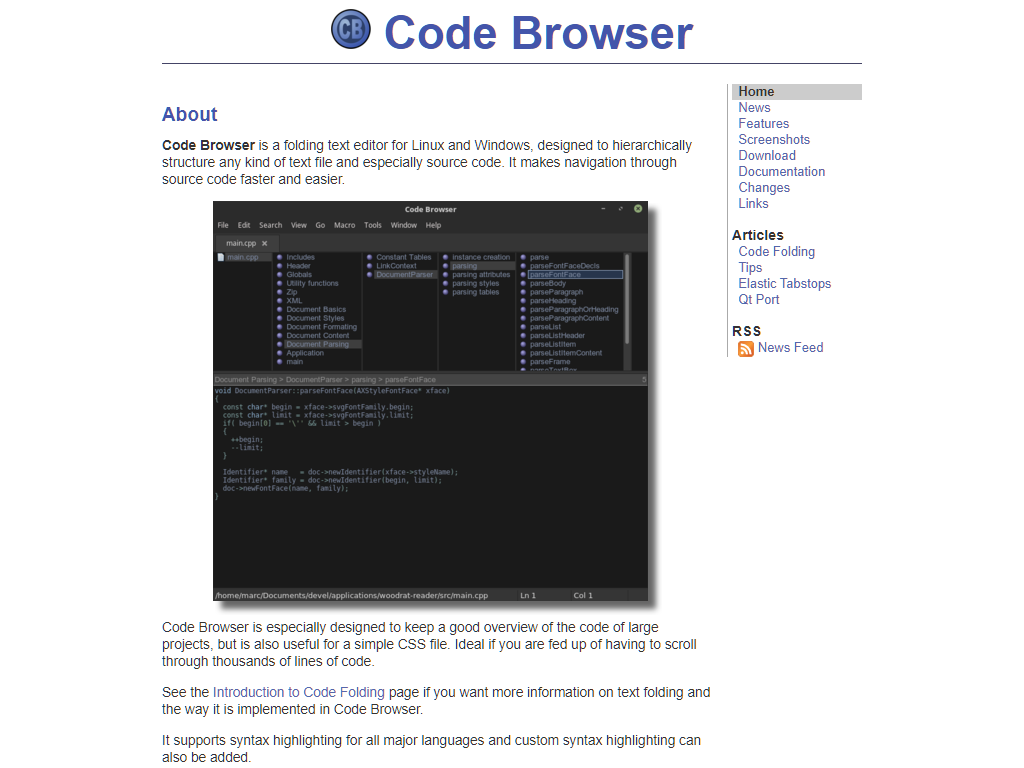 CB Code Browser
Home
News
Features
Screenshots
Download
Documentation
Changes
Links
Articles
Code Folding
Tips
Elastic Tabstops
Qt Port
RSS
News Feed
About
Code Browser is a folding text editor for Linux and Windows, designed to hierarchically
structure any kind of text file and especially source code. It makes navigation through
source code faster and easier.
Code Browser
File Edit Search View Go Macro Tools Window Help
main.cpp
main.cpp
Includes
Header
Globals
Utility functions
Zip
XML
Document Basics
Document Styles
Document Formating
Document Content
Document Parsing
Application
main
Constant Tables
LinkContext
DocumentParser
instance creation
parsing
parsing attributes
parsing styles
parsing tables
parse
parseFontFaceDecls
parseFontFace
parseBody
parseParagraph
parseHeading
parseParagraphOrHeading
parseParagraphContent
parseList
parseListHeader
parseListItem
parseListItemContent
parseFrame
parseTextBox
Document Parsing > DocumentParser > parsing > parseFontFace 5
void DocumentParser::parseFontFace(AXStyleFontFace* xface)
{
const char* begin = xface->svgFontFamily.begin;
const char* limit = xface->svgFontFamily.limit;
if( begin[0] == '\'' && limit > begin )
{
++begin;
--limit;
}
Identifier* name = doc->newIdentifier(xface->styleName);
Identifier* family = doc->newIdentifier(begin, limit);
doc->newFontFace(name, family);
}
/home/marc/Documents/devel/applications/woodrat-reader/src/main.cpp Ln 1 Col 1
Code Browser is especially designed to keep a good overview of the code of large
projects, but is also useful for a simple CSS file. Ideal if you are fed up of having to scroll
through thousands of lines of code.
See the Introduction to Code Folding page if you want more information on text folding and
the way it is implemented in Code Browser.
It supports syntax highlighting for all major languages and custom syntax highlighting can
also be added.